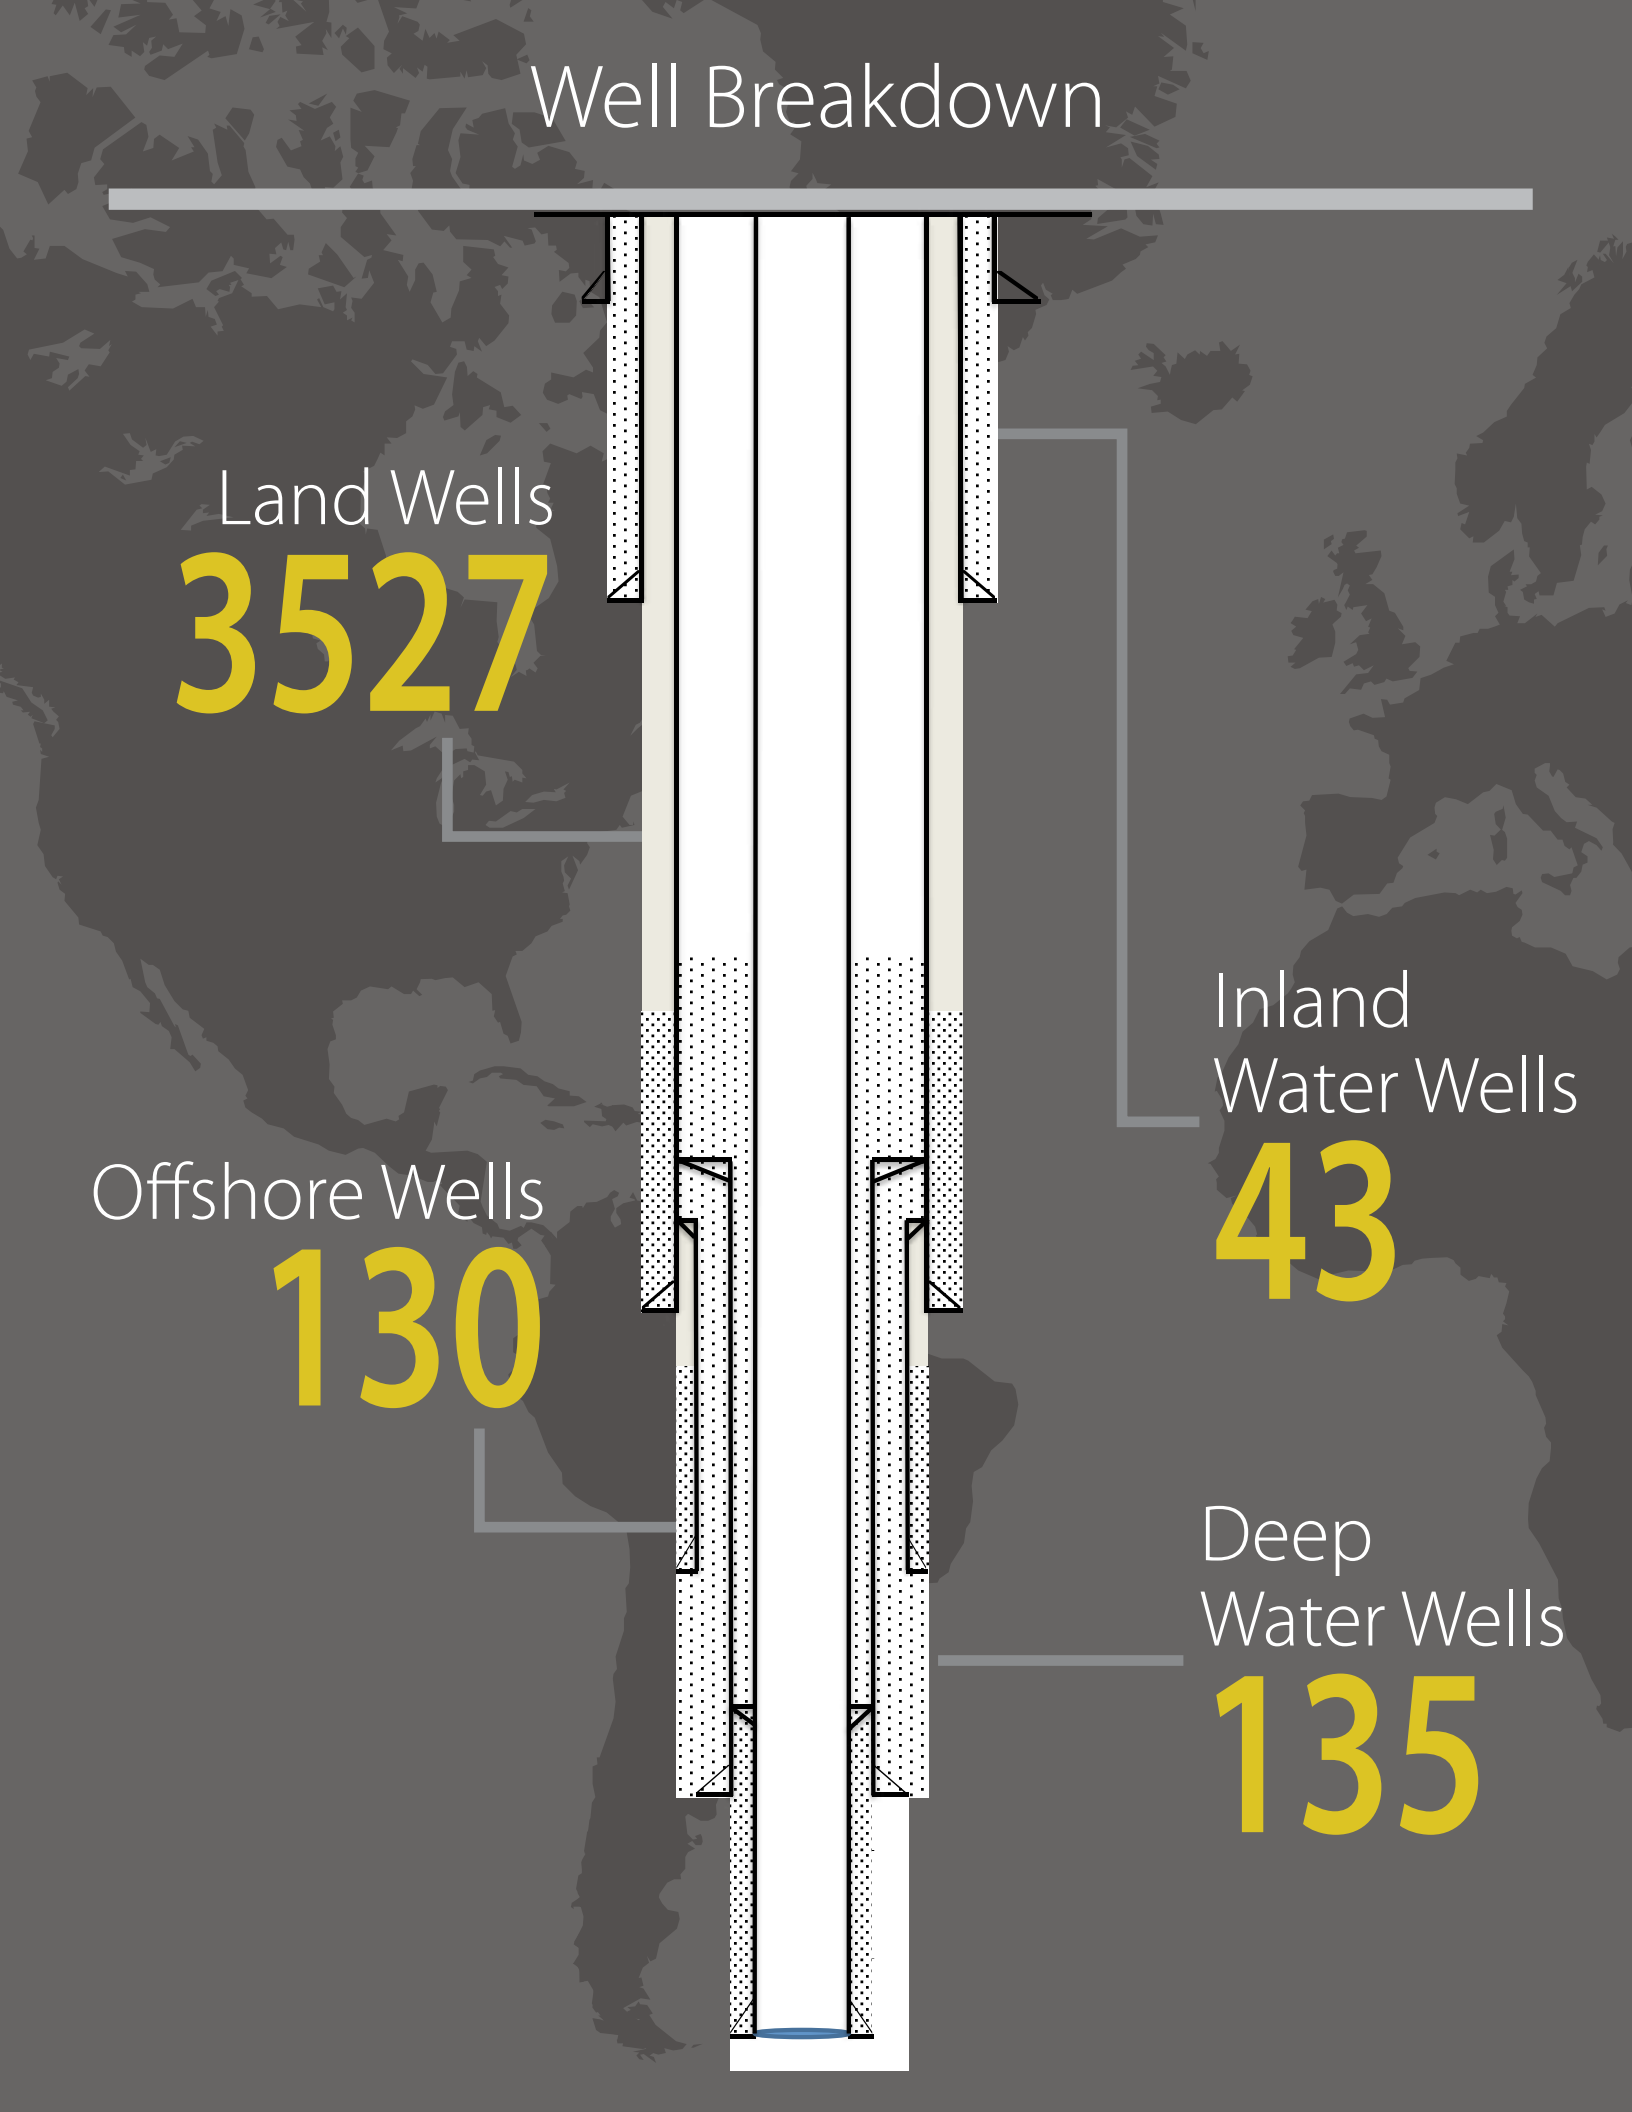 Well Breakdown
Land Wells
3527
Inland
Water Wells
43
Offshore Wells
130
Deep
Water Wells
135